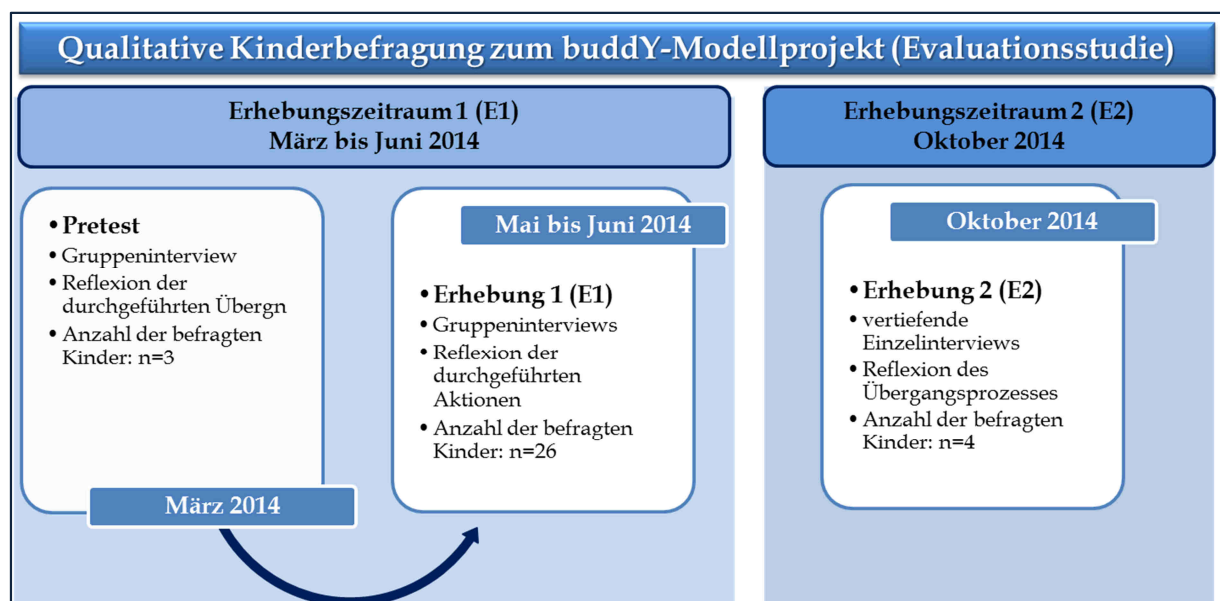 Qualitative Kinderbefragung zum buddY-Modellprojekt (Evaluationsstudie)
Erhebungszeitraum 1 (E1)
März bis Juni 2014
•Pretest
•Gruppeninterview
•Reflexion der
durchgeführten Übergn
•Anzahl der befragten
Kinder: n=3
März 2014
Mai bis Juni 2014
•Erhebung 1 (E1)
•Gruppeninterviews
•Reflexion der
durchgeführten
Aktionen
•Anzahl der befragten
Kinder: n=26
Erhebungszeitraum 2 (E2)
Oktober 2014
Oktober 2014
•Erhebung 2 (E2)
•vertiefende
Einzelinterviews
•Reflexion des
Übergangsprozesses
•Anzahl der befragten
Kinder: n=4